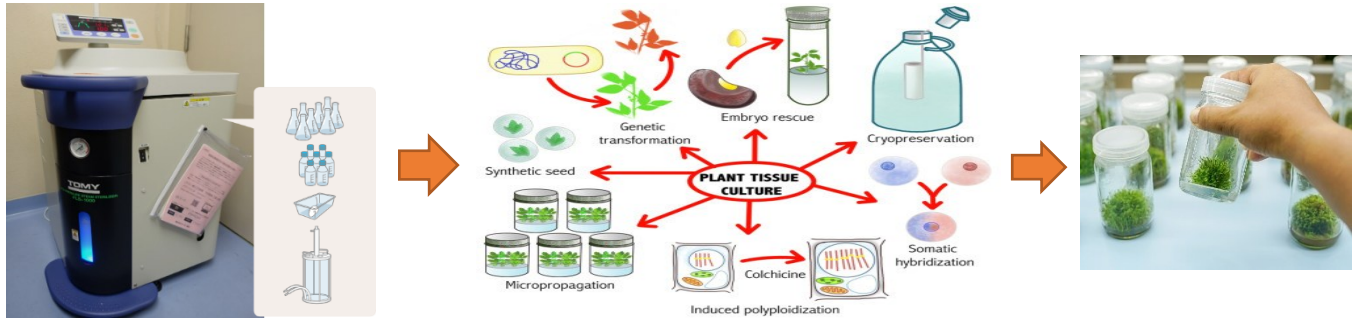 TOMY
Genetic
transformation
Embryo rescue
Cryopreservation
Synthetic seed
PLANT TISSUE
CULTURE
Somatic
hybridization
Micropropagation
Colchicine
Induced polyploidization